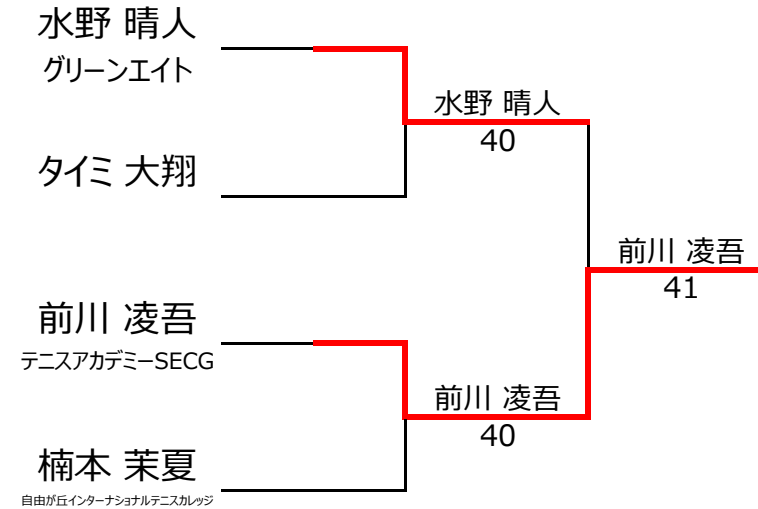 水野 晴人
グリーンエイト
水野 晴人
40
タイミ 大翔
前川 凌吾
41
前川 凌吾
テニスアカデミーSECG
前川 凌吾
40
楠本 茉夏
自由が丘インターナショナルテニスカレッジ